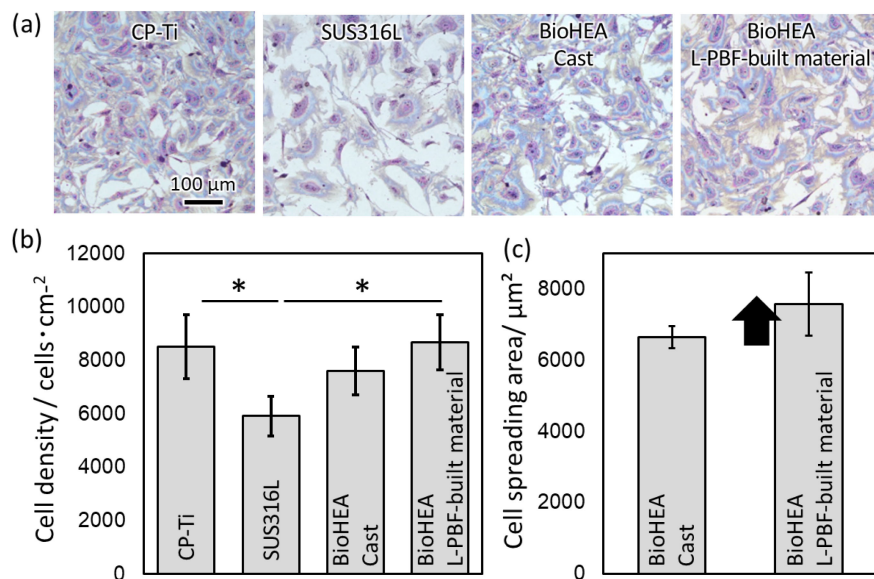 (a)
CP-Ti
SUS316L
BioHEA
Cast
BioHEA
L-PBF-built material
100 μm
(b)
Cell density / cells・cm-²
12000
10000
8000
6000
4000
2000
0
*
*
CP-Ti
SUS316L
BioHEA
Cast
BioHEA
L-PBF-built material
(c)
Cell spreading area/ μm²
8000
6000
4000
2000
0
BioHEA
Cast
BioHEA
L-PBF-built material